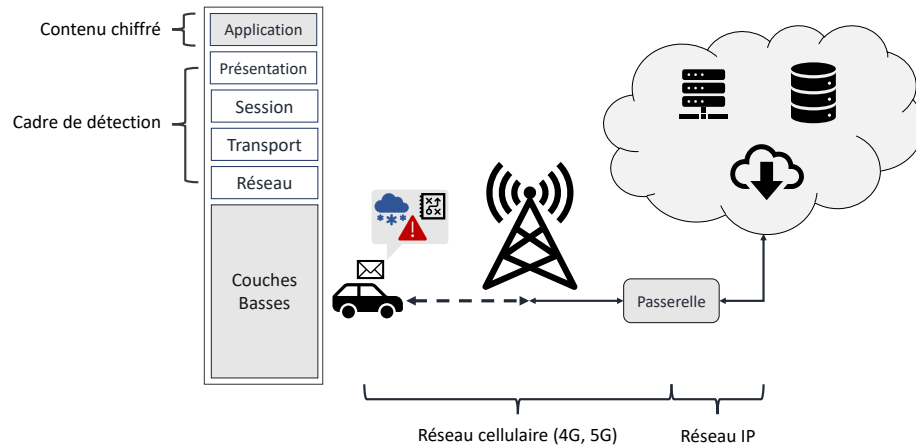 Contenu chiffré
Application
Présentation
Cadre de détection
Session
Transport
Réseau
Couches
Basses
Passerelle
Réseau cellulaire (4G, 5G)
Réseau IP